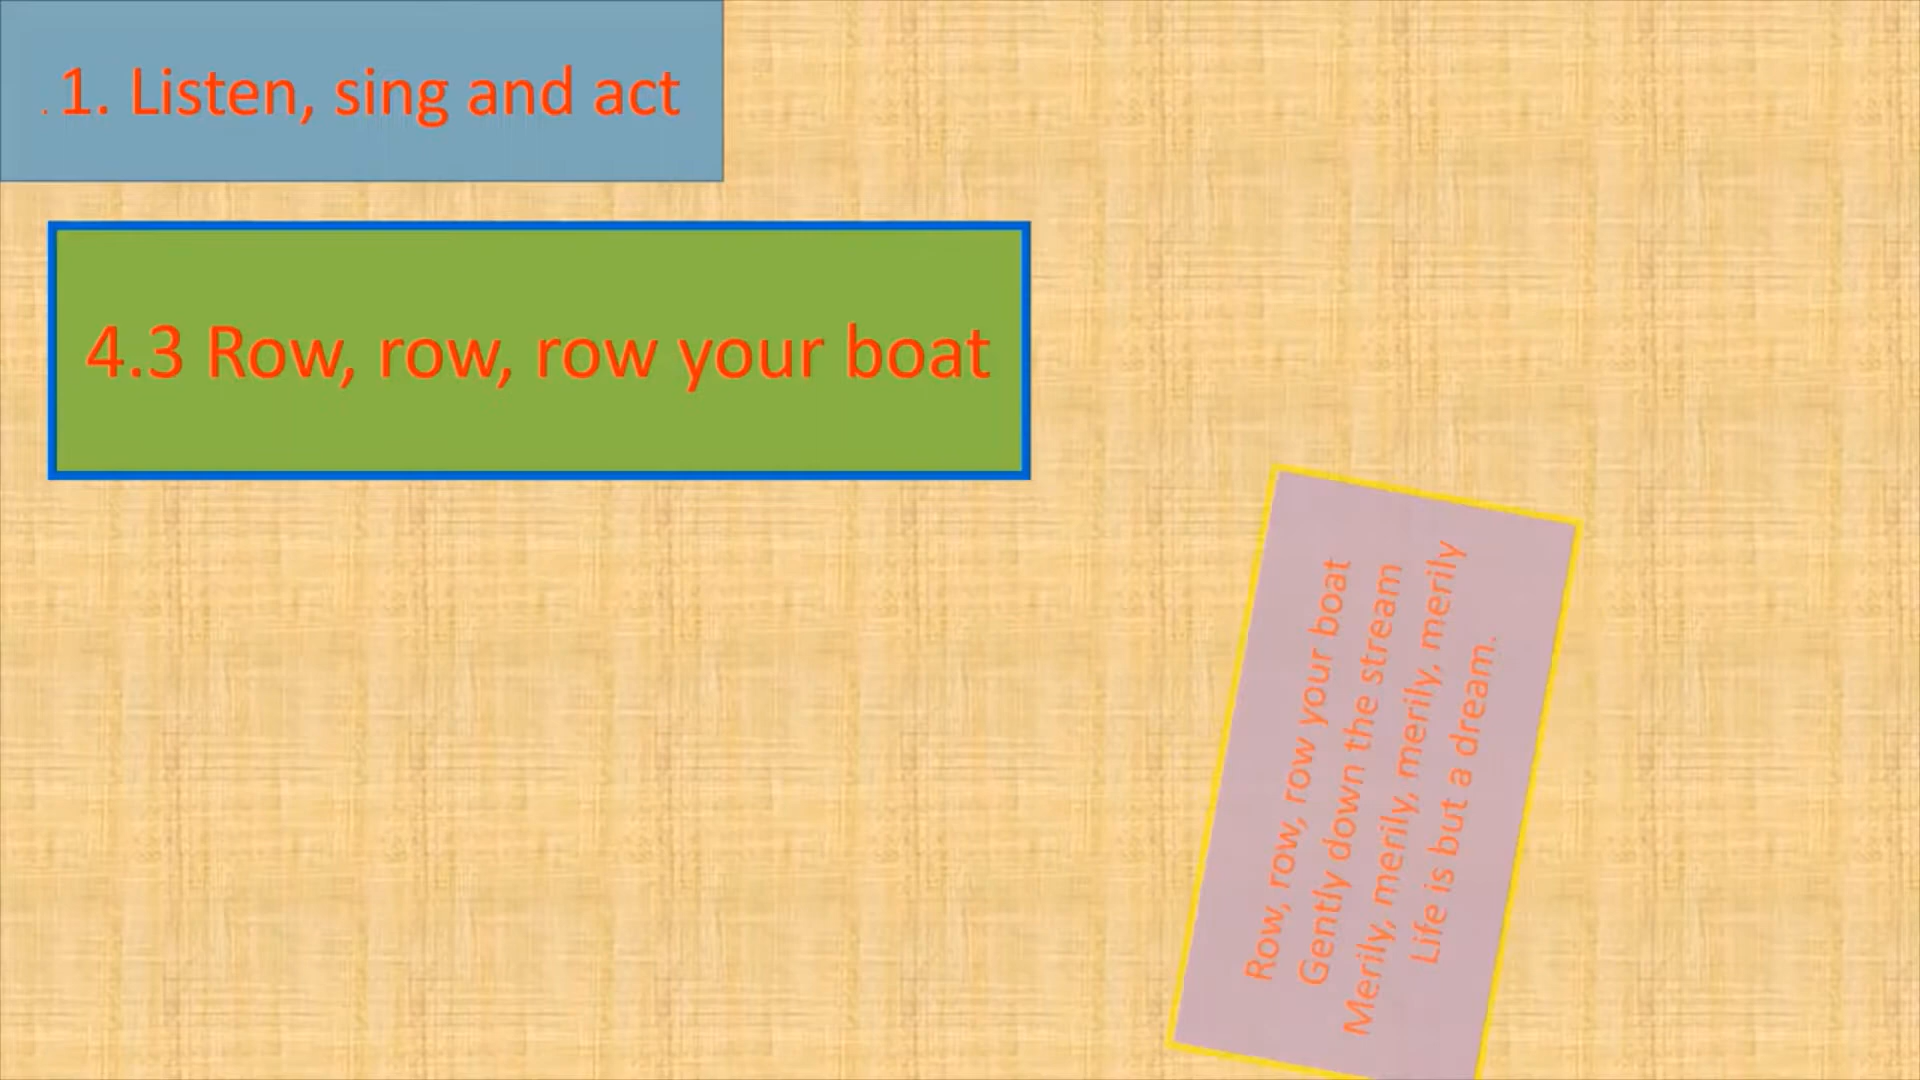 . 1. Listen, sing and act
4.3 Row, row, row your boat
Row, row, row your boat
Gently down the stream
Merily, merily, merily, merily
Life is but a dream.